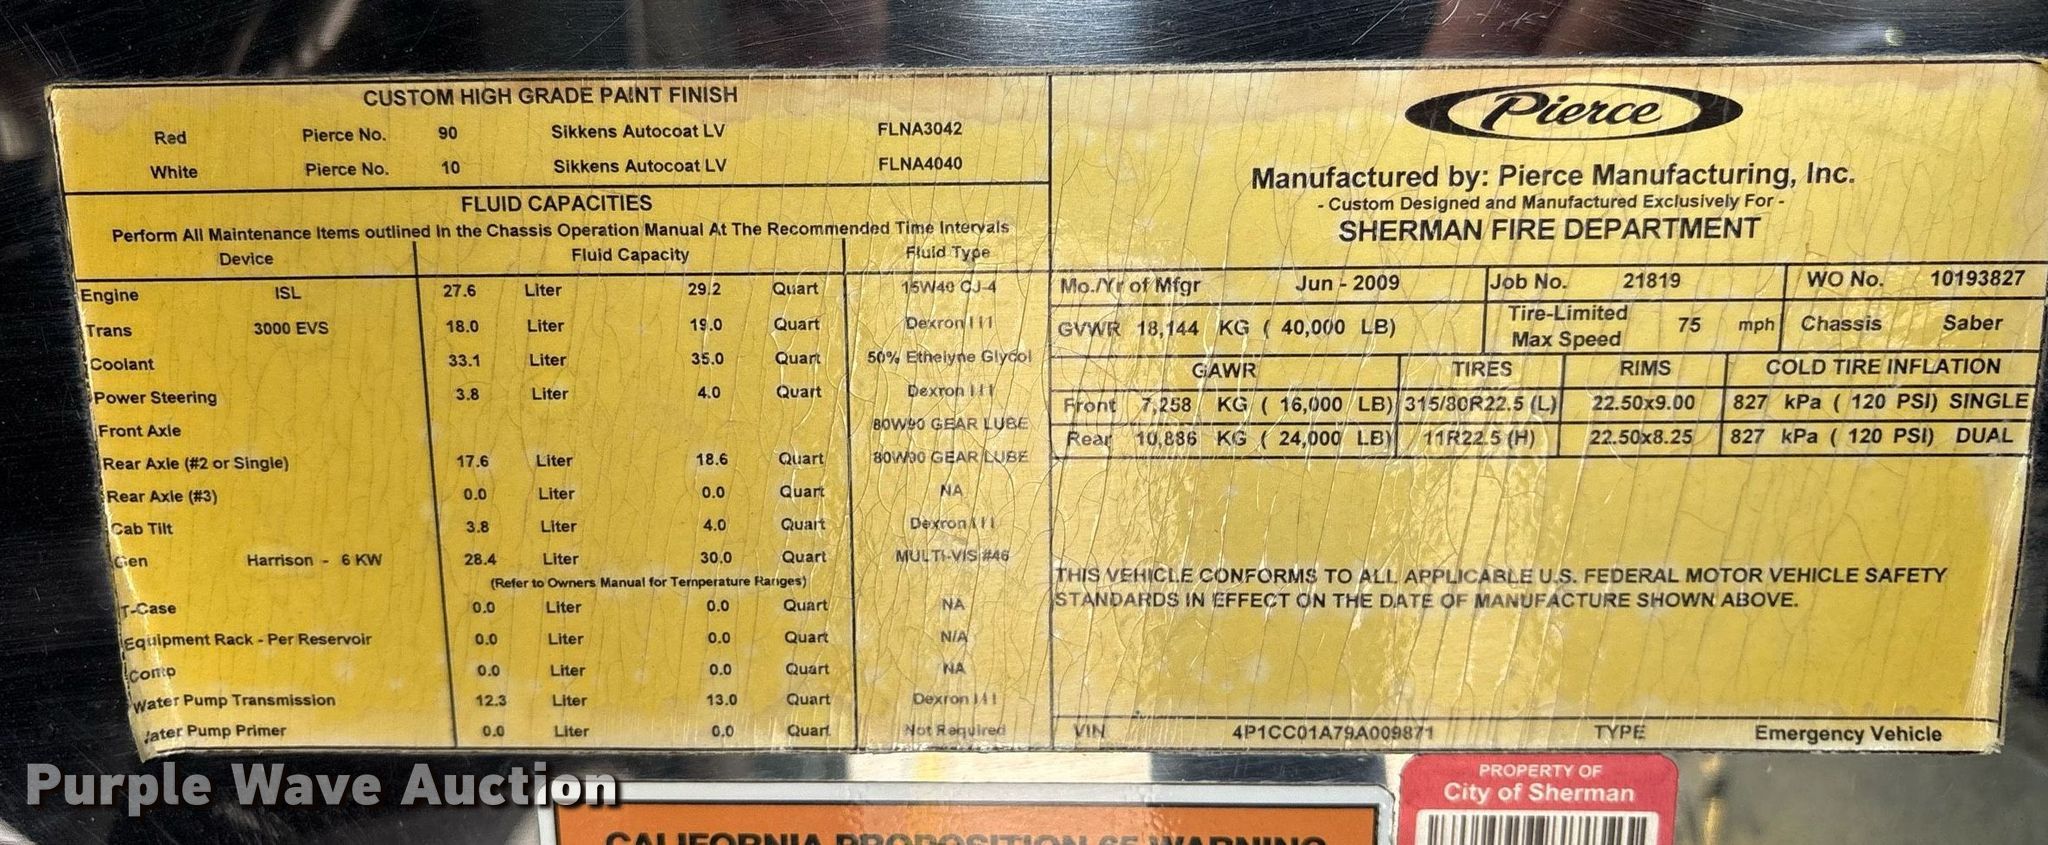 CUSTOM HIGH GRADE PAINT FINISH
Red Pierce No. 90 Sikkens Autocoat LV FLNA3042
White Pierce No. 10 Sikkens Autocoat LV FLNA4040
FLUID CAPACITIES
Perform All Maintenance Items outlined In the Chassis Operation Manual At The Recommended Time Intervals
Device Fluid Capacity Fluid Type
Engine ISL 27.6 Liter 29.2 Quart 15W40 CJ-4
Trans 3000 EVS 18.0 Liter 19.0 Quart Dexron III
Coolant 33.1 Liter 35.0 Quart 50% Ethelyne Glycol
Power Steering 3.8 Liter 4.0 Quart Dexron III
Front Axle 80W90 GEAR LUBE
Rear Axle (#2 or Single) 17.6 Liter 18.6 Quart 80W90 GEAR LUBE
Rear Axle (#3) 0.0 Liter 0.0 Quart NA
Cab Tilt 3.8 Liter 4.0 Quart Dexron III
Gen Harrison - 6 KW 28.4 Liter 30.0 Quart MULTI-VIS #46
(Refer to Owners Manual for Temperature Ranges)
T-Case 0.0 Liter 0.0 Quart NA
Equipment Rack - Per Reservoir 0.0 Liter 0.0 Quart N/A
Comp 0.0 Liter 0.0 Quart NA
Water Pump Transmission 12.3 Liter 13.0 Quart Dexron III
Water Pump Primer 0.0 Liter 0.0 Quart Not Required
Pierce
Manufactured by: Pierce Manufacturing, Inc.
- Custom Designed and Manufactured Exclusively For -
SHERMAN FIRE DEPARTMENT
Mo./Yr of Mfgr Jun - 2009 Job No. 21819 WO No. 10193827
GVWR 18,144 KG ( 40,000 LB) Tire-Limited Max Speed 75 mph Chassis Saber
GAWR TIRES RIMS COLD TIRE INFLATION
Front 7,258 KG ( 16,000 LB) 315/80R22.5 (L) 22.50x9.00 827 kPa ( 120 PSI) SINGLE
Rear 10,886 KG ( 24,000 LB) 11R22.5 (H) 22.50x8.25 827 kPa ( 120 PSI) DUAL
THIS VEHICLE CONFORMS TO ALL APPLICABLE U.S. FEDERAL MOTOR VEHICLE SAFETY
STANDARDS IN EFFECT ON THE DATE OF MANUFACTURE SHOWN ABOVE.
VIN 4P1CC01A79A009871 TYPE Emergency Vehicle
Purple Wave Auction
CALIFORNIA PROPOSITION 65 WARNING
PROPERTY OF
City of Sherman